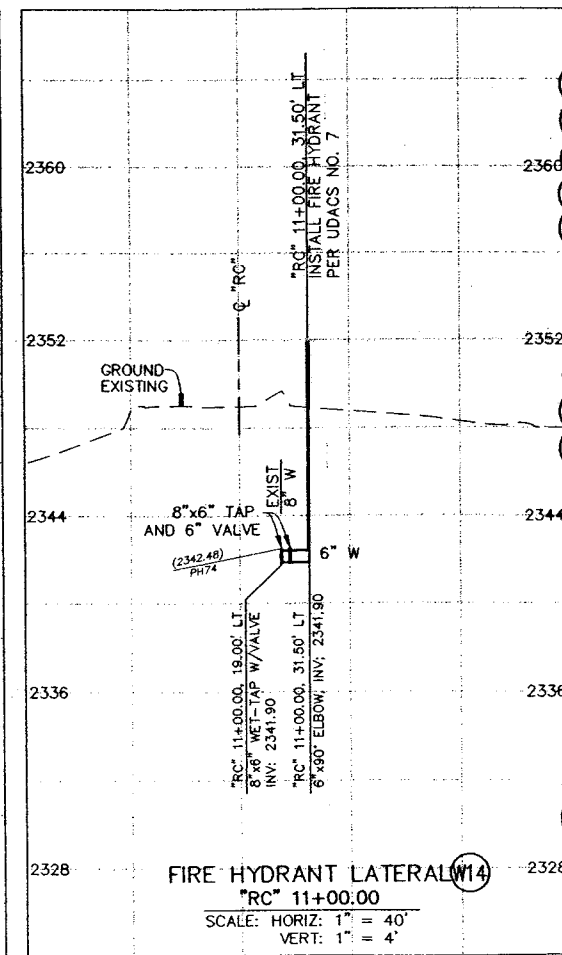 "RC" 11+00.00, 31.50' LT
INSTALL FIRE HYDRANT
PER UDACS NO. 7
2360
2360
℄ "RC"
2352
2352
GROUND
EXISTING
EXIST
8" W
8"x6" TAP
AND 6" VALVE
2344
2344
6" W
(2342.48)
PH74
"RC" 11+00.00, 19.00' LT
8"x6" WET-TAP W/VALVE
INV: 2341.90
"RC" 11+00.00, 31.50' LT
6"x90° ELBOW, INV: 2341.90
2336
2336
2328
2328
FIRE HYDRANT LATERAL W14
"RC" 11+00.00
SCALE: HORIZ: 1" = 40'
VERT: 1" = 4'